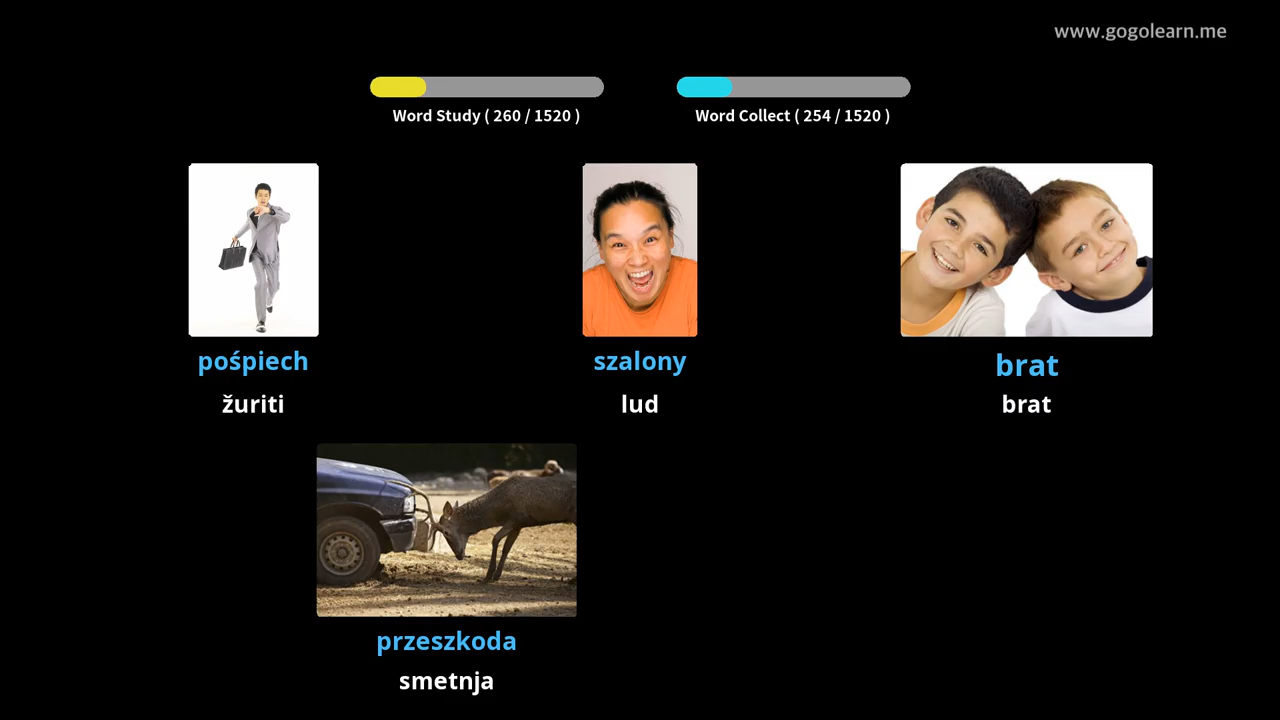 www.gogolearn.me
Word Study ( 260 / 1520 )
Word Collect ( 254 / 1520 )
pośpiech
žuriti
szalony
lud
brat
brat
przeszkoda
smetnja